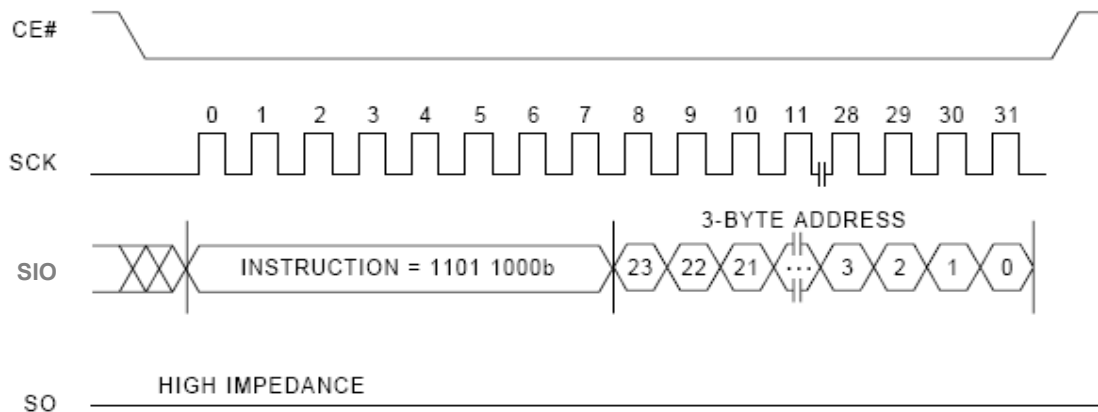 CE#
0 1 2 3 4 5 6 7 8 9 10 11 28 29 30 31
SCK
3-BYTE ADDRESS
SIO INSTRUCTION = 1101 1000b 23 22 21 ... 3 2 1 0
HIGH IMPEDANCE
SO